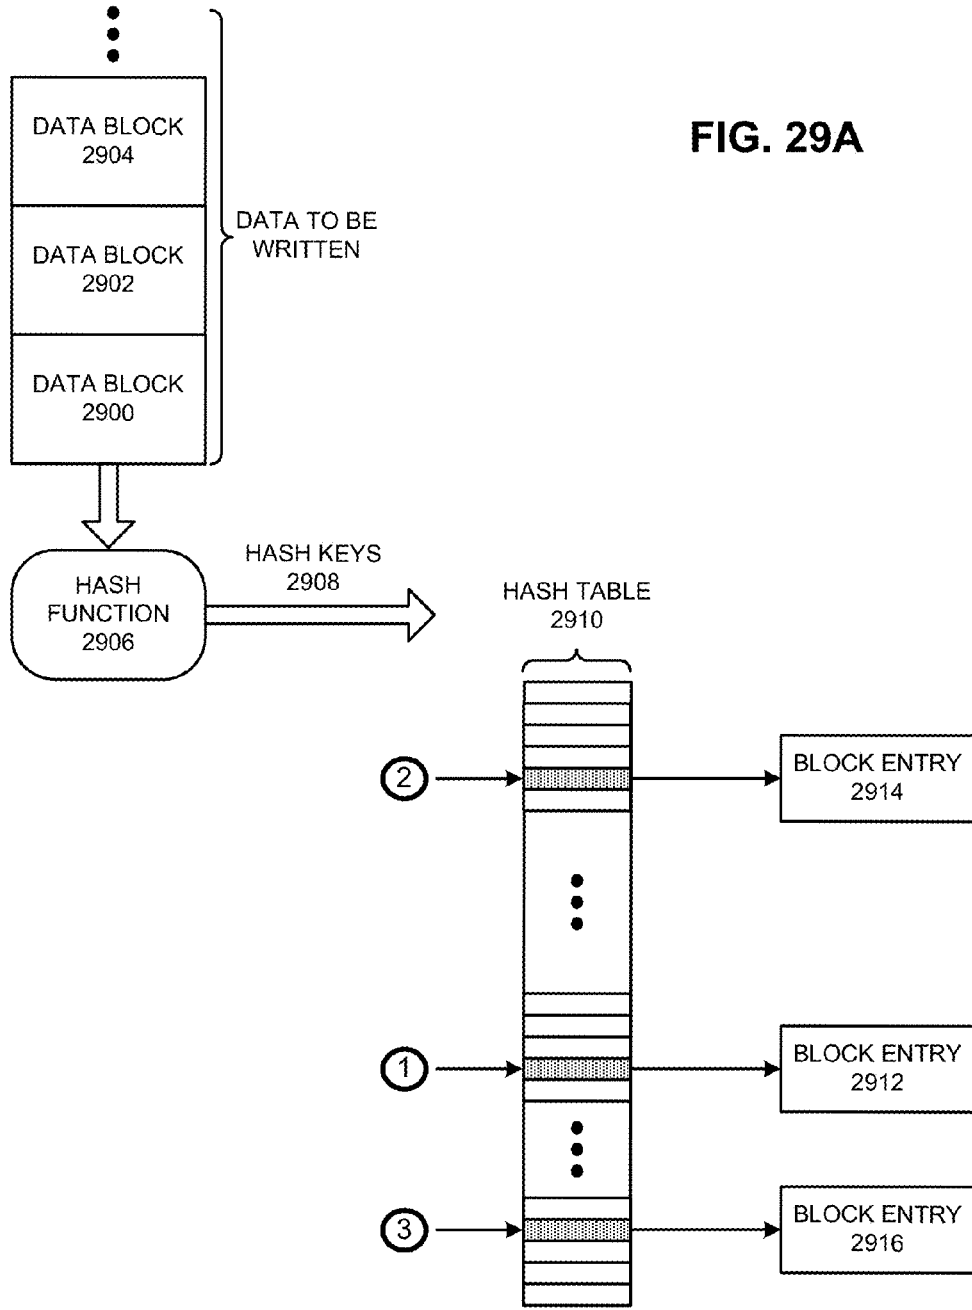 FIG. 29A
DATA BLOCK
2904
DATA TO BE
WRITTEN
DATA BLOCK
2902
DATA BLOCK
2900
HASH
FUNCTION
2906
HASH KEYS
2908
HASH TABLE
2910
2
BLOCK ENTRY
2914
1
BLOCK ENTRY
2912
3
BLOCK ENTRY
2916